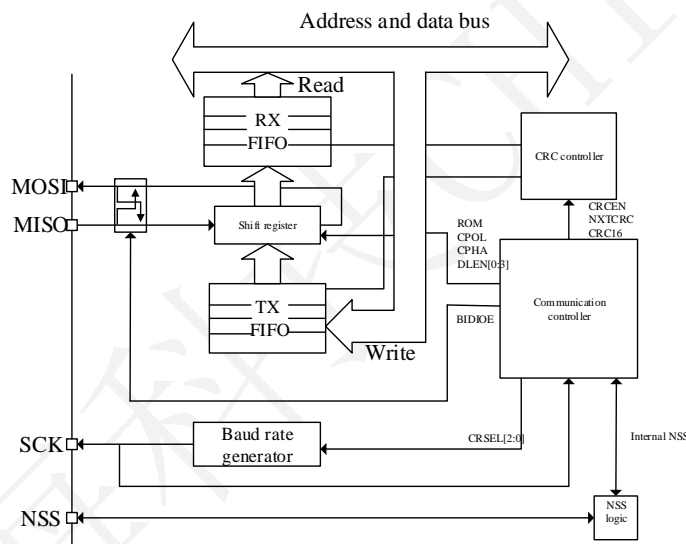 Address and data bus
Read
RX
FIFO
CRC controller
MOSI
MISO
Shift register
CRCEN
NXTCRC
CRC16
ROM
CPOL
CPHA
DLEN[0:3]
Communication
controller
TX
FIFO
BIDIOE
Write
SCK
Baud rate
generator
CRSEL[2:0]
Internal NSS
NSS
NSS
logic